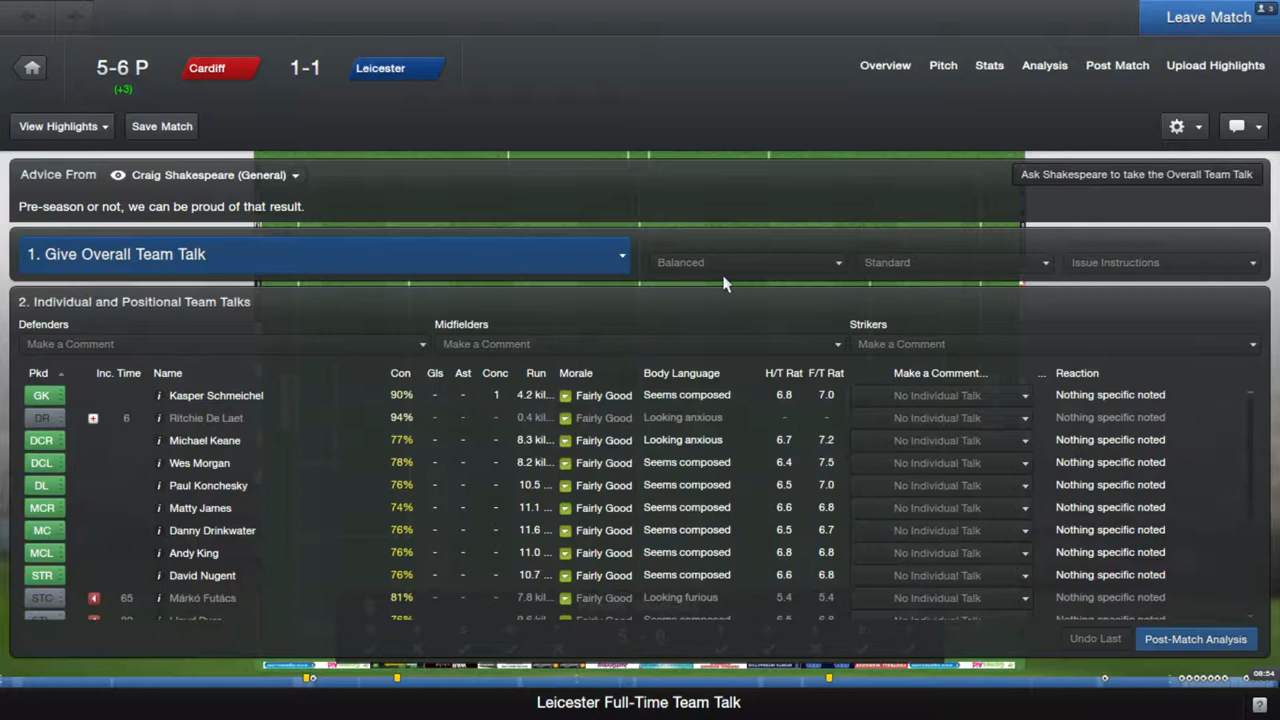 Leave Match
3
5-6 P Cardiff 1-1 Leicester
(+3)
Overview Pitch Stats Analysis Post Match Upload Highlights
View Highlights Save Match
Advice From Craig Shakespeare (General) Ask Shakespeare to take the Overall Team Talk
Pre-season or not, we can be proud of that result.
1. Give Overall Team Talk Balanced Standard Issue Instructions
2. Individual and Positional Team Talks
Defenders Midfielders Strikers
Make a Comment Make a Comment Make a Comment
Pkd Inc. Time Name Con Gls Ast Conc Run Morale Body Language H/T Rat F/T Rat Make a Comment... ... Reaction
GK i Kasper Schmeichel 90% - - 1 4.2 kil... Fairly Good Seems composed 6.8 7.0 No Individual Talk Nothing specific noted
DR 6 i Ritchie De Laet 94% - - 0.4 kil... Fairly Good Looking anxious - - No Individual Talk Nothing specific noted
DCR i Michael Keane 77% - - 8.3 kil... Fairly Good Looking anxious 6.7 7.2 No Individual Talk Nothing specific noted
DCL i Wes Morgan 78% - - 8.2 kil... Fairly Good Seems composed 6.4 7.5 No Individual Talk Nothing specific noted
DL i Paul Konchesky 76% - - 10.5 ... Fairly Good Seems composed 6.5 7.0 No Individual Talk Nothing specific noted
MCR i Matty James 74% - - 11.1 ... Fairly Good Seems composed 6.6 6.8 No Individual Talk Nothing specific noted
MC i Danny Drinkwater 76% - - 11.6 ... Fairly Good Seems composed 6.5 6.7 No Individual Talk Nothing specific noted
MCL i Andy King 76% - - 11.0 ... Fairly Good Seems composed 6.8 6.8 No Individual Talk Nothing specific noted
STR i David Nugent 76% - - 10.7 ... Fairly Good Seems composed 6.6 6.8 No Individual Talk Nothing specific noted
STC 65 i Márkó Futács 81% - - 7.8 kil... Fairly Good Looking furious 5.4 5.4 No Individual Talk Nothing specific noted
Undo Last Post-Match Analysis
08:54
Leicester Full-Time Team Talk
?